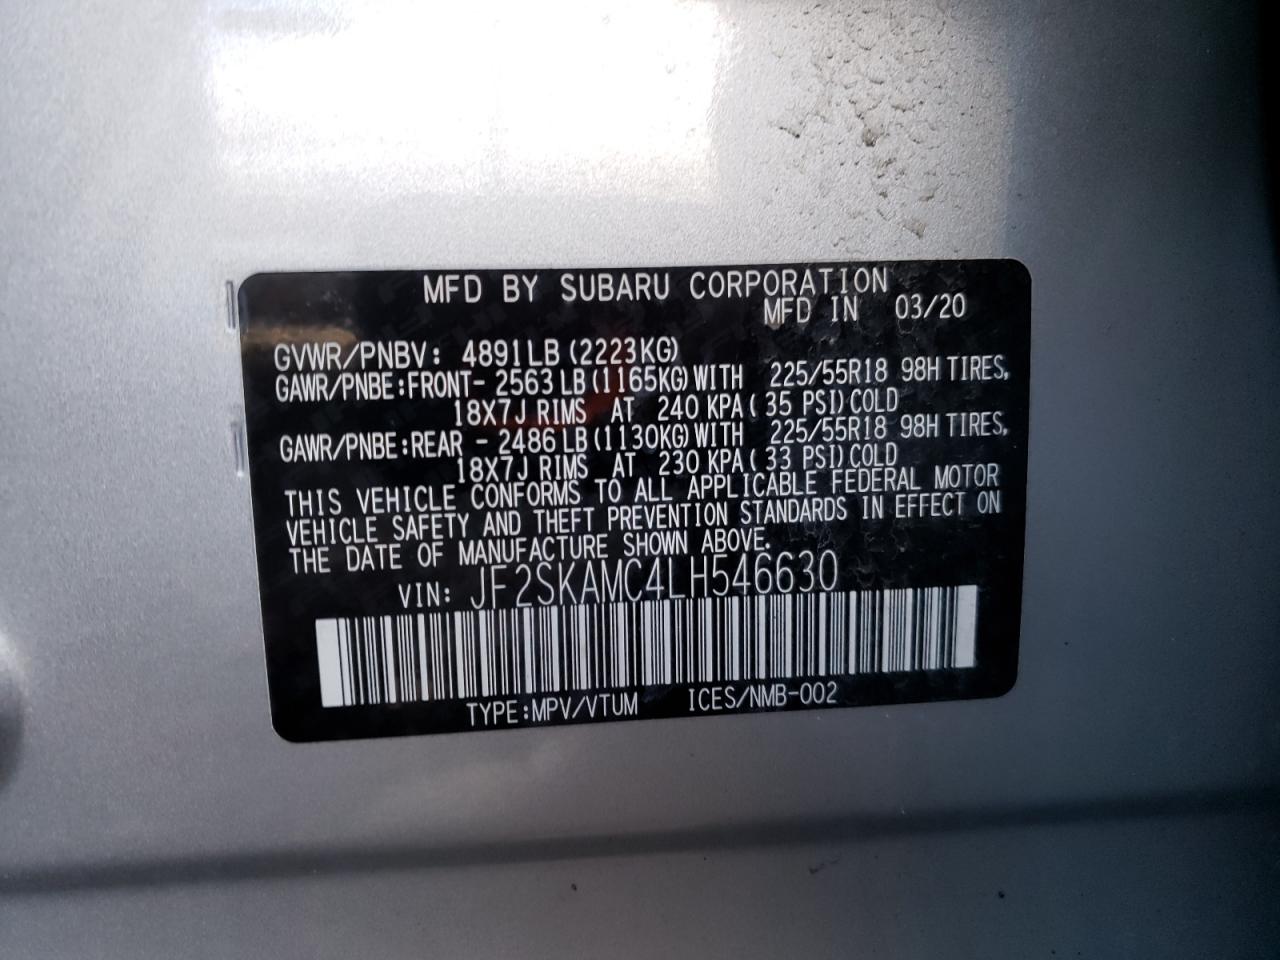 MFD BY SUBARU CORPORATION
MFD IN 03/20
GVWR/PNBV: 4891LB (2223KG)
GAWR/PNBE:FRONT- 2563 LB (1165KG) WITH 225/55R18 98H TIRES,
18X7J RIMS AT 240 KPA ( 35 PSI) COLD
GAWR/PNBE:REAR - 2486 LB (1130KG) WITH 225/55R18 98H TIRES,
18X7J RIMS AT 230 KPA ( 33 PSI) COLD
THIS VEHICLE CONFORMS TO ALL APPLICABLE FEDERAL MOTOR
VEHICLE SAFETY AND THEFT PREVENTION STANDARDS IN EFFECT ON
THE DATE OF MANUFACTURE SHOWN ABOVE.
VIN: JF2SKAMC4LH546630
TYPE:MPV/VTUM ICES/NMB-002